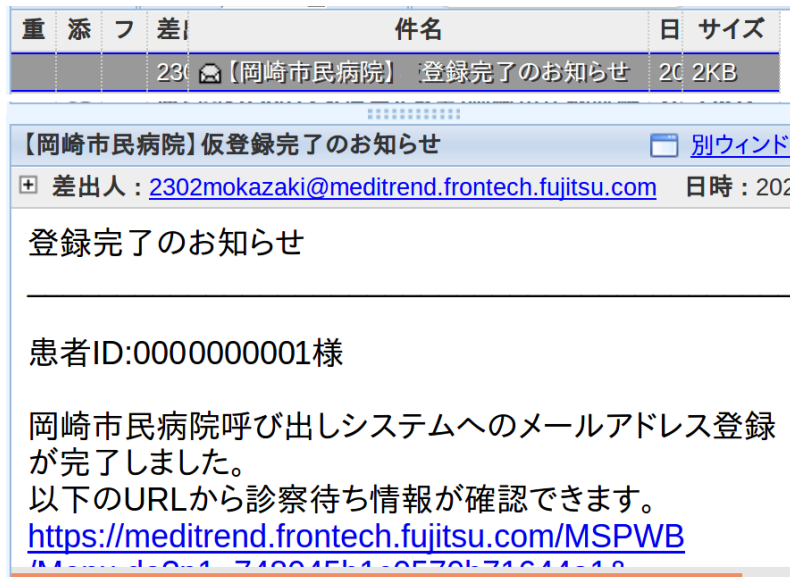 重 添 フ 差出 件名 日 サイズ
230 【岡崎市民病院】 登録完了のお知らせ 20 2KB
【岡崎市民病院】仮登録完了のお知らせ 別ウィンド
差出人：2302mokazaki@meditrend.frontech.fujitsu.com 日時：202
登録完了のお知らせ
患者ID:0000000001様
岡崎市民病院呼び出しシステムへのメールアドレス登録
が完了しました。
以下のURLから診察待ち情報が確認できます。
https://meditrend.frontech.fujitsu.com/MSPWB